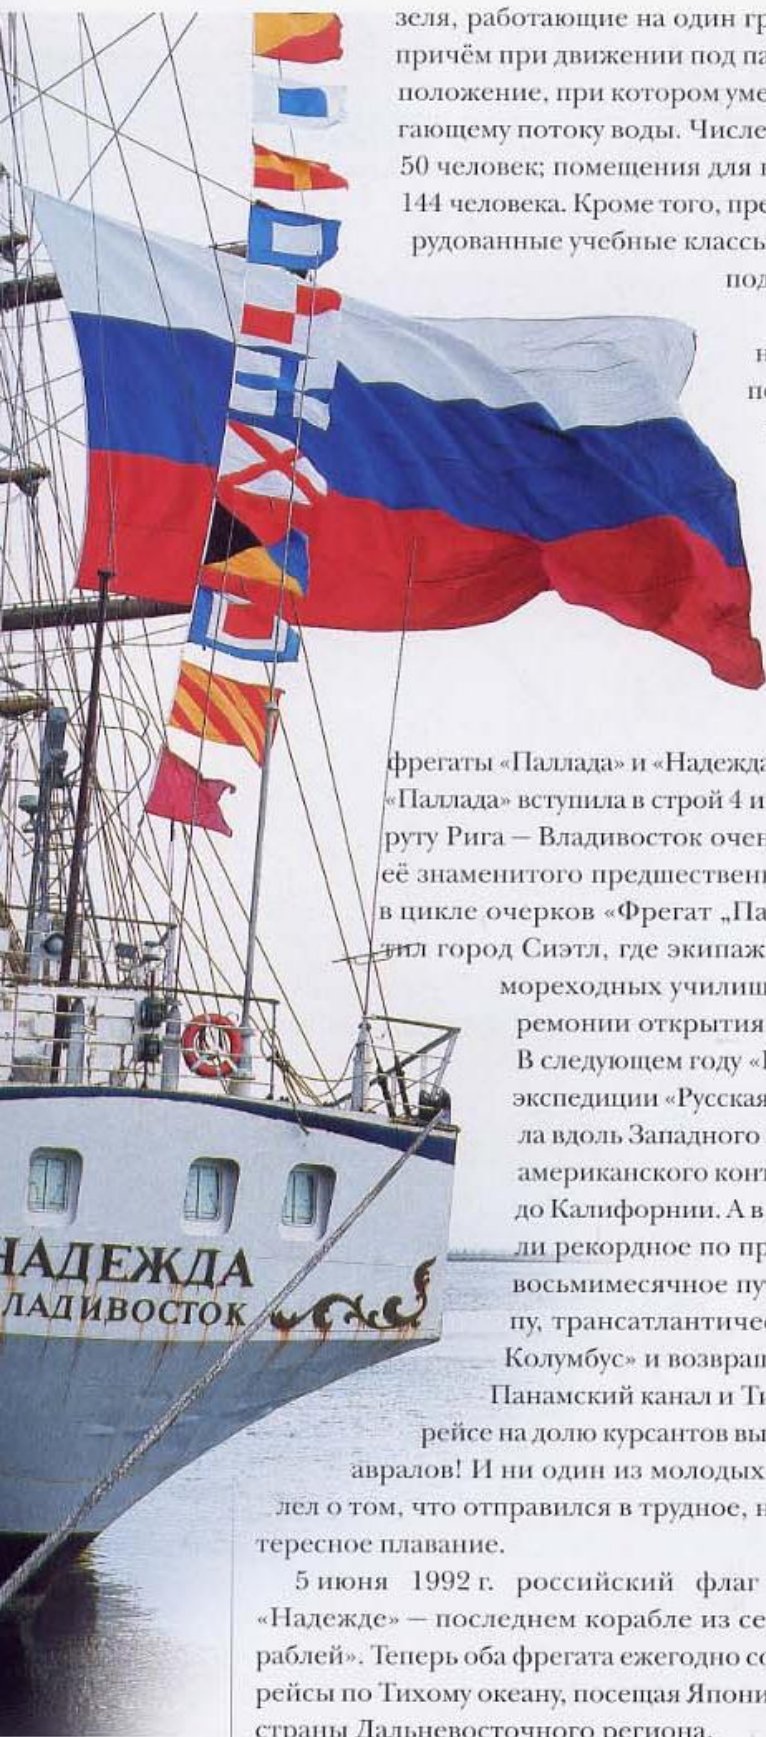 зеля, работающие на один гр
причём при движении под па
положение, при котором уме
гающему потоку воды. Числе
50 человек; помещения для
144 человека. Кроме того, пре
рудованные учебные классы
под
н
по
фрегаты «Паллада» и «Надежда
«Паллада» вступила в строй 4 и
руту Рига — Владивосток очен
её знаменитого предшественн
в цикле очерков «Фрегат „Па
тил город Сиэтл, где экипаж
мореходных училищ
ремонии открытия
В следующем году «
экспедиции «Русская
ла вдоль Западного
американского конт
до Калифорнии. А в
ли рекордное по пр
восьмимесячное пу
пу, трансатлантичес
Колумбус» и возвращ
Панамский канал и Ти
рейсе на долю курсантов вы
авралов! И ни один из молодых
лел о том, что отправился в трудное, н
тересное плавание.
5 июня 1992 г. российский флаг
«Надежде» — последнем корабле из се
раблей». Теперь оба фрегата ежегодно со
рейсы по Тихому океану, посещая Япони
страны Дальневосточного региона.
НАДЕЖДА
ЛАДИВОСТОК